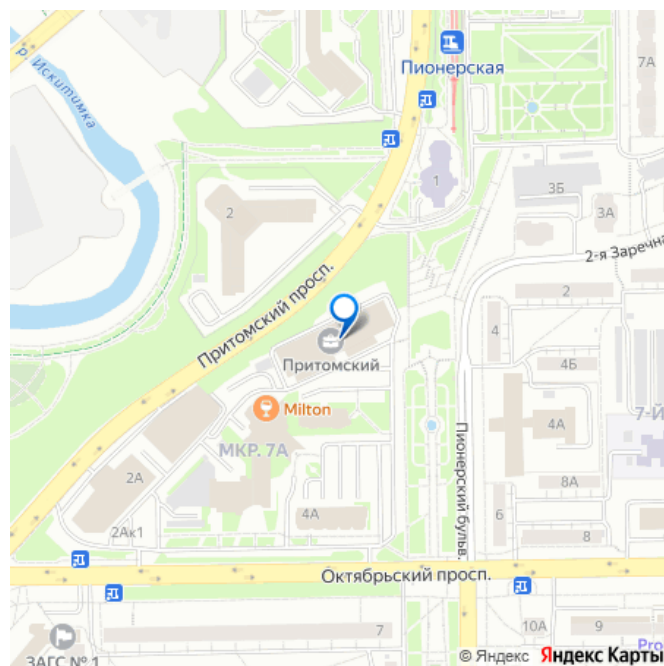 р. Искитимка
Пионерская
7А
1
3Б
2
3А
2-я Заречна
Притомский просп.
2
4
Притомский
4Б
Milton
4А
7-Й
МКР. 7А
Пионерский бульв.
2А
8А
4А
6
2Ак1
8
Октябрьский просп.
7
10А
9
ЗАГС № 1
Pro
© Яндекс Яндекс Карты